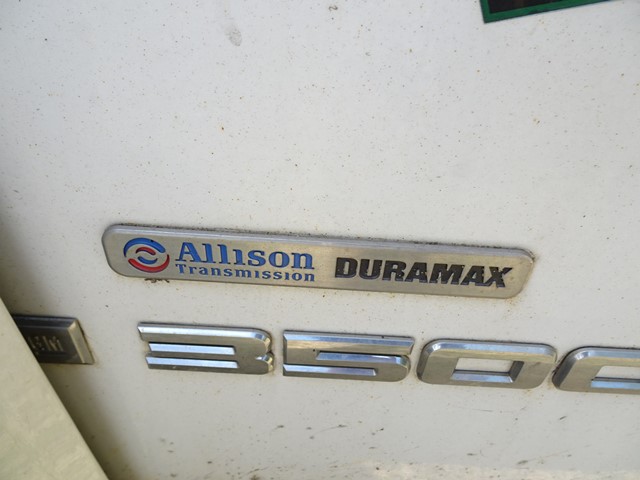 Allison
Transmission
DURAMAX
3500